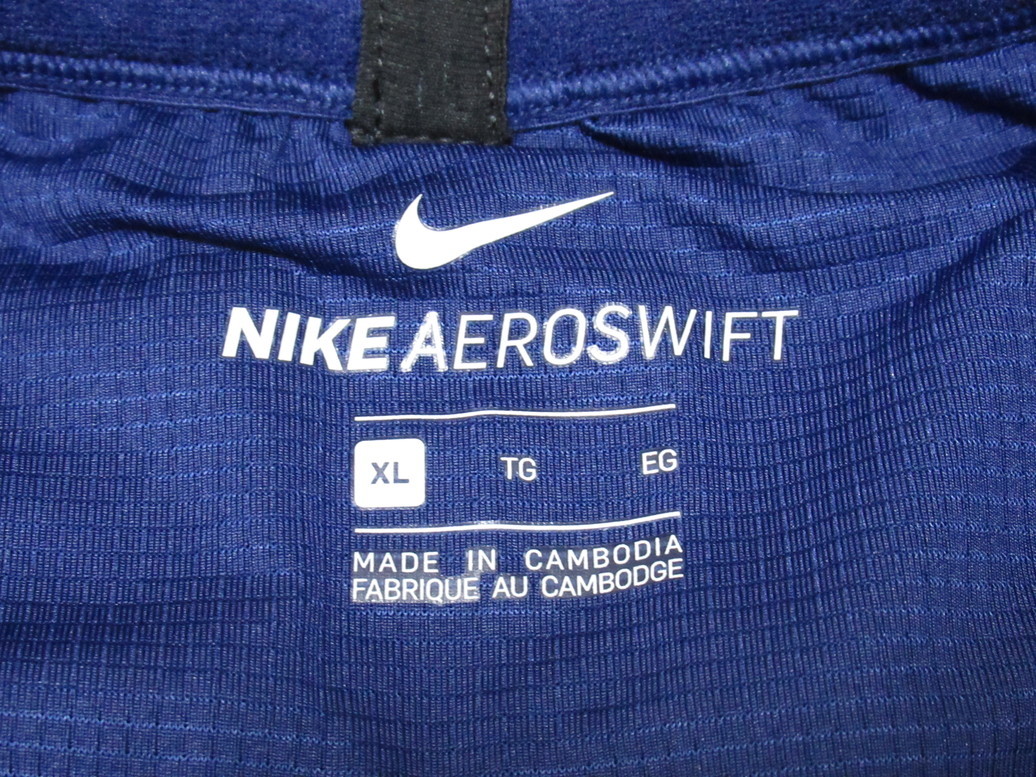 NIKE AEROSWIFT
XL TG EG
MADE IN CAMBODIA
FABRIQUE AU CAMBODGE